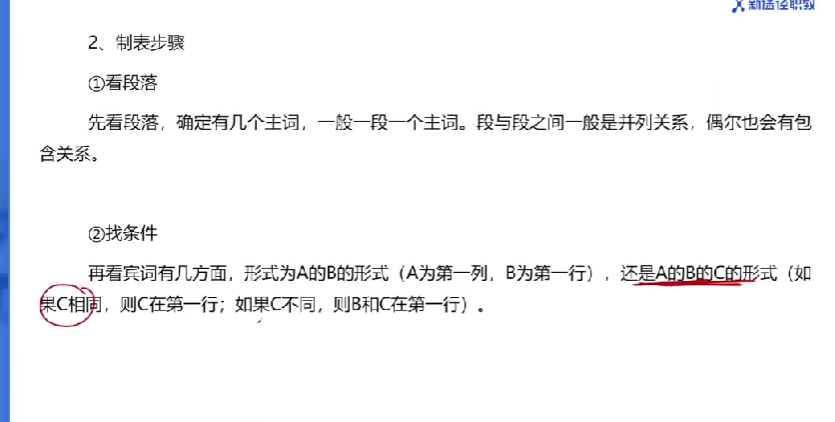 新途径职教
2、制表步骤
①看段落
先看段落，确定有几个主词，一般一段一个主词。段与段之间一般是并列关系，偶尔也会有包
含关系。
②找条件
再看宾词有几方面，形式为A的B的形式（A为第一列，B为第一行），还是A的B的C的形式（如
果C相同，则C在第一行；如果C不同，则B和C在第一行）。